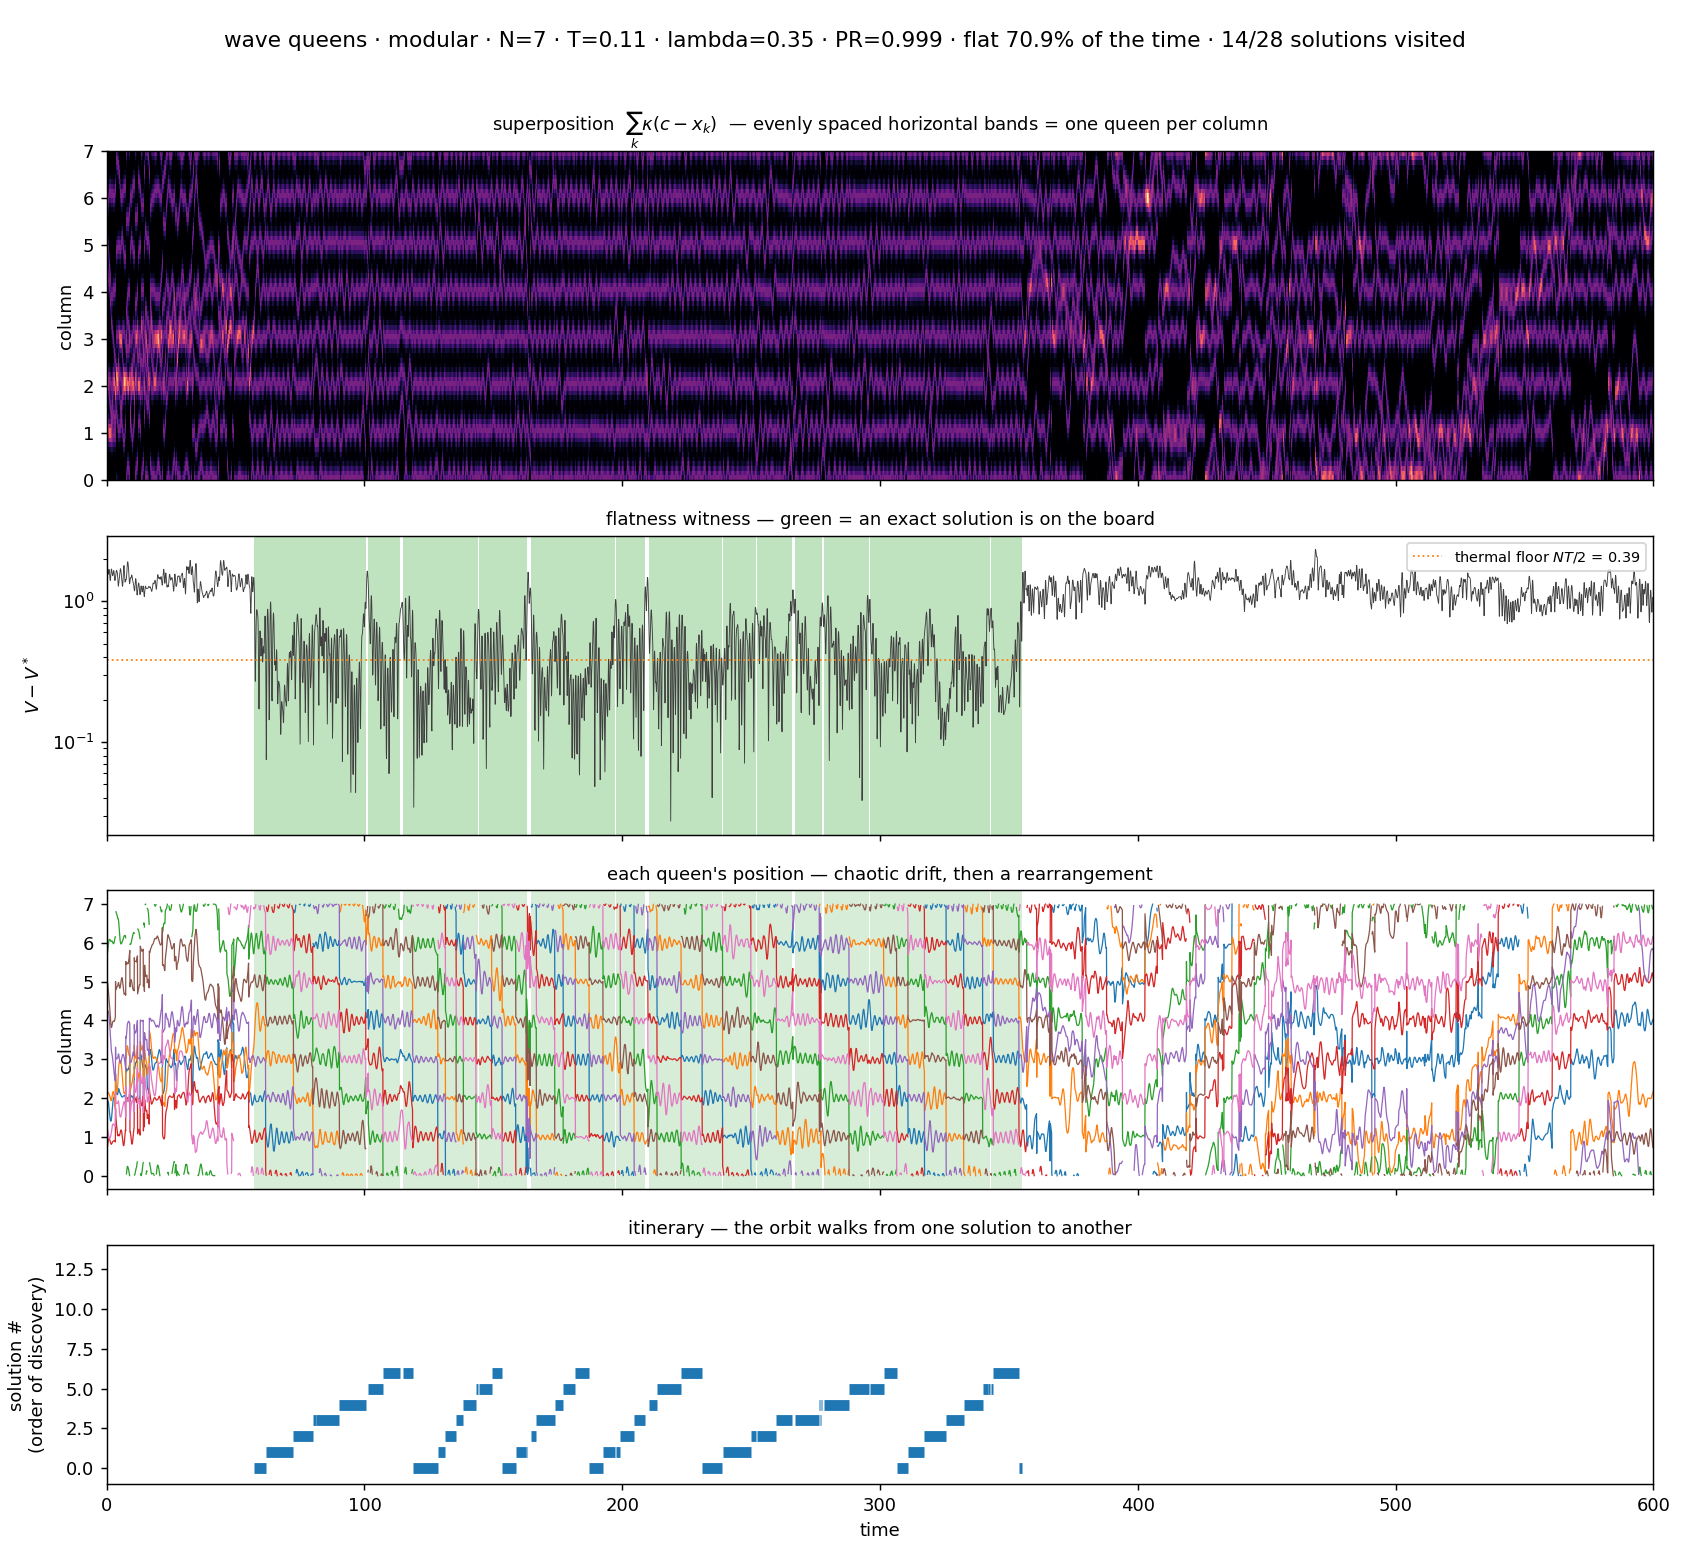 wave queens · modular · N=7 · T=0.11 · lambda=0.35 · PR=0.999 · flat 70.9% of the time · 14/28 solutions visited
superposition ∑ₖ κ(c − xₖ) — evenly spaced horizontal bands = one queen per column
7
6
5
4
3
2
1
0
column
flatness witness — green = an exact solution is on the board
thermal floor NT/2 = 0.39
10⁰
10⁻¹
V − V*
each queen's position — chaotic drift, then a rearrangement
7
6
5
4
3
2
1
0
column
itinerary — the orbit walks from one solution to another
12.5
10.0
7.5
5.0
2.5
0.0
solution #
(order of discovery)
0 100 200 300 400 500 600
time